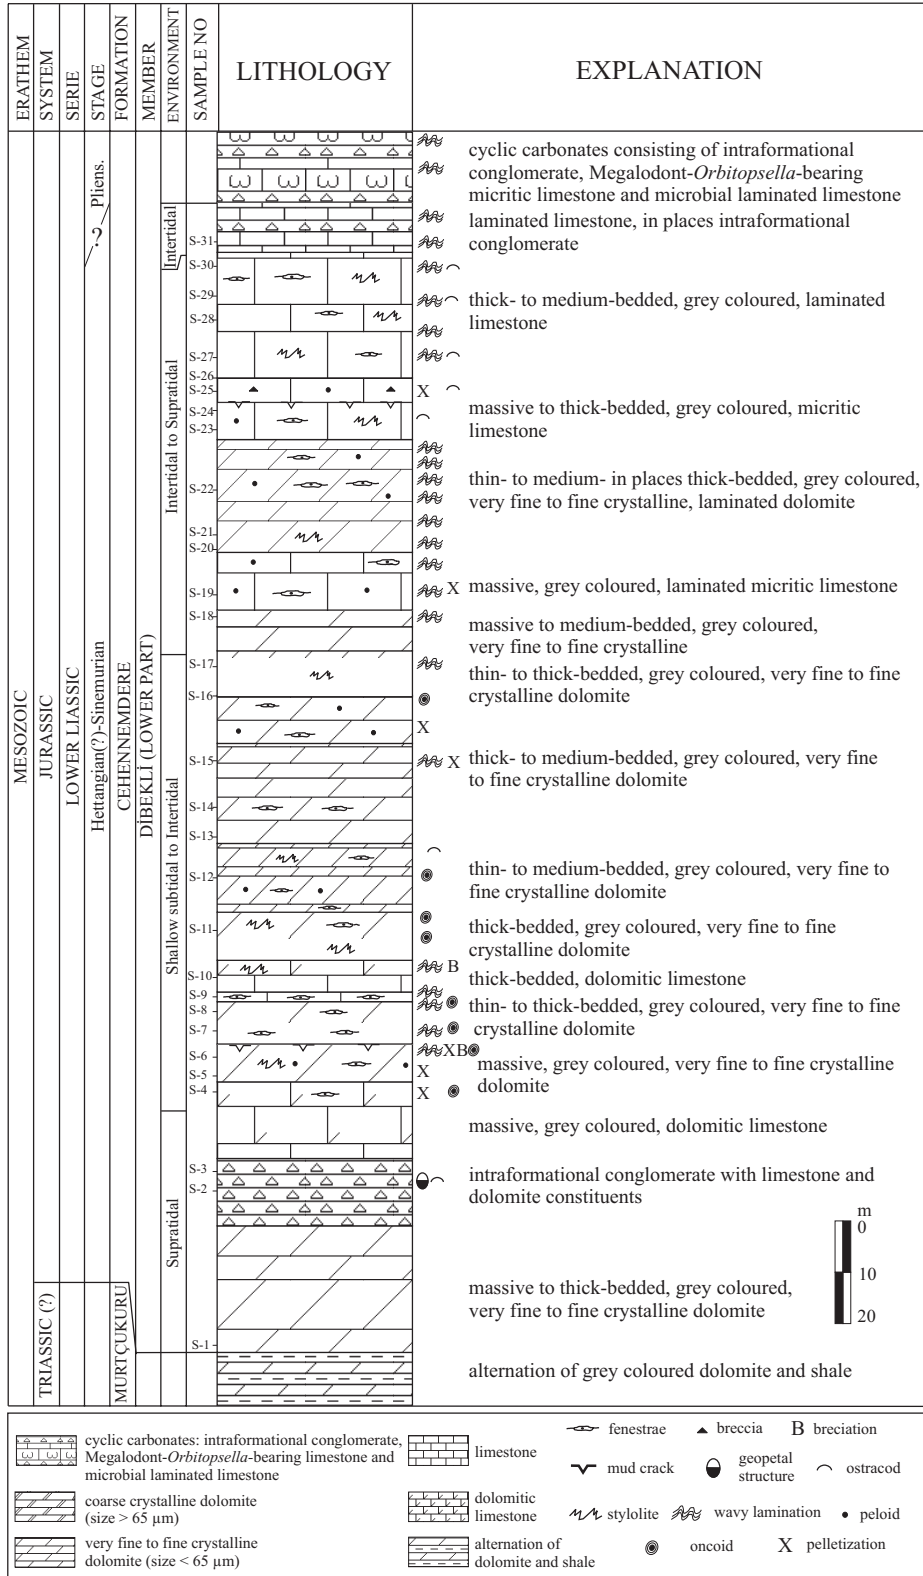 ERATHEM
SYSTEM
SERIE
STAGE
FORMATION
MEMBER
ENVIRONMENT
SAMPLE NO
LITHOLOGY
EXPLANATION
MESOZOIC
JURASSIC
TRIASSIC (?)
LOWER LIASSIC
Pliens.
?
Hettangian(?)-Sinemurian
CEHENNEMDERE
MURTÇUKURU
DİBEKLİ (LOWER PART)
Intertidal
Intertidal to Supratidal
Shallow subtidal to Intertidal
Supratidal
S-31
S-30
S-29
S-28
S-27
S-26
S-25
S-24
S-23
S-22
S-21
S-20
S-19
S-18
S-17
S-16
S-15
S-14
S-13
S-12
S-11
S-10
S-9
S-8
S-7
S-6
S-5
S-4
S-3
S-2
S-1
X
X
X
X
B
XB
X
X
cyclic carbonates consisting of intraformational
conglomerate, Megalodont-Orbitopsella-bearing
micritic limestone and microbial laminated limestone
laminated limestone, in places intraformational
conglomerate
thick- to medium-bedded, grey coloured, laminated
limestone
massive to thick-bedded, grey coloured, micritic
limestone
thin- to medium- in places thick-bedded, grey coloured,
very fine to fine crystalline, laminated dolomite
massive, grey coloured, laminated micritic limestone
massive to medium-bedded, grey coloured,
very fine to fine crystalline
thin- to thick-bedded, grey coloured, very fine to fine
crystalline dolomite
thick- to medium-bedded, grey coloured, very fine
to fine crystalline dolomite
thin- to medium-bedded, grey coloured, very fine to
fine crystalline dolomite
thick-bedded, grey coloured, very fine to fine
crystalline dolomite
thick-bedded, dolomitic limestone
thin- to thick-bedded, grey coloured, very fine to fine
crystalline dolomite
massive, grey coloured, very fine to fine crystalline
dolomite
massive, grey coloured, dolomitic limestone
intraformational conglomerate with limestone and
dolomite constituents
m
0
10
20
massive to thick-bedded, grey coloured,
very fine to fine crystalline dolomite
alternation of grey coloured dolomite and shale
cyclic carbonates: intraformational conglomerate,
Megalodont-Orbitopsella-bearing limestone and
microbial laminated limestone
coarse crystalline dolomite
(size > 65 µm)
very fine to fine crystalline
dolomite (size < 65 µm)
limestone
dolomitic
limestone
alternation of
dolomite and shale
fenestrae
breccia
B breciation
mud crack
geopetal
structure
ostracod
stylolite
wavy lamination
peloid
oncoid
X pelletization